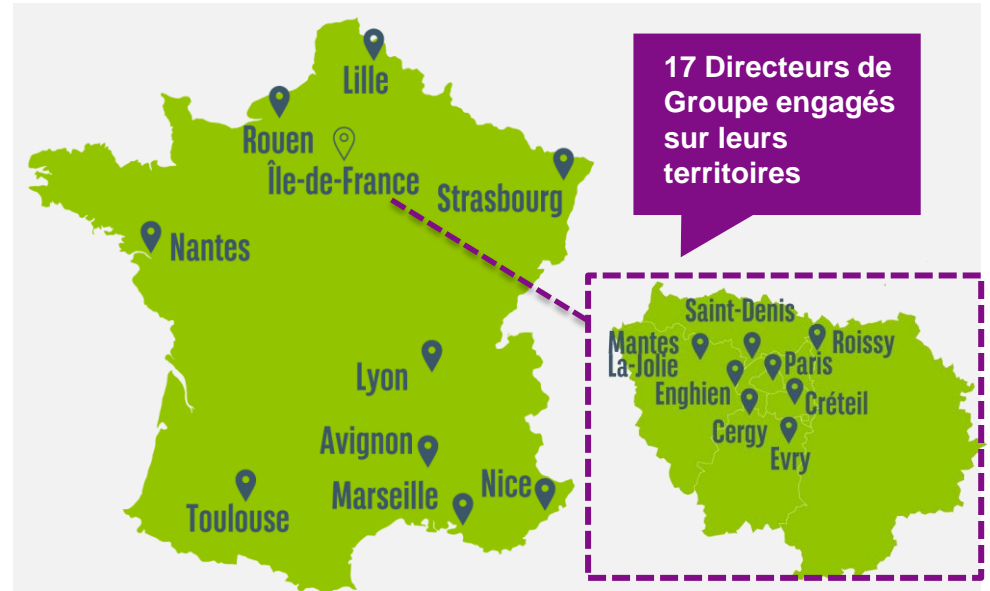 Lille
Rouen
Île-de-France
Strasbourg
Nantes
Lyon
Avignon
Marseille
Nice
Toulouse
17 Directeurs de
Groupe engagés
sur leurs
territoires
Saint-Denis
Mantes
La-Jolie
Roissy
Paris
Enghien
Créteil
Cergy
Evry